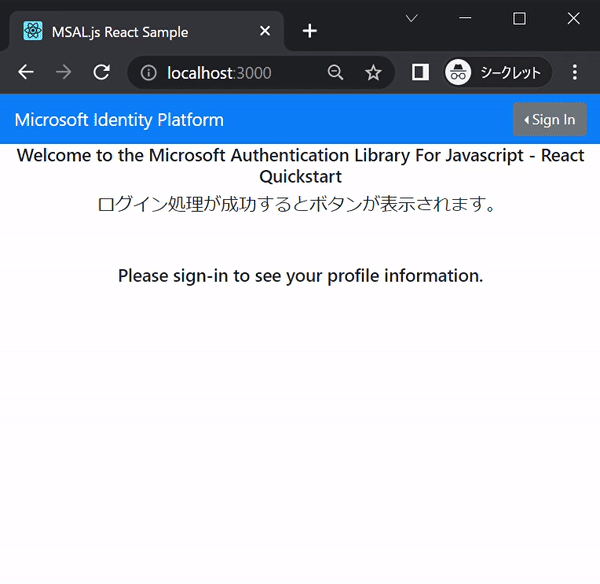 MSAL.js React Sample
localhost:3000
シークレット
Microsoft Identity Platform
Sign In
Welcome to the Microsoft Authentication Library For Javascript - React
Quickstart
ログイン処理が成功するとボタンが表示されます。
Please sign-in to see your profile information.